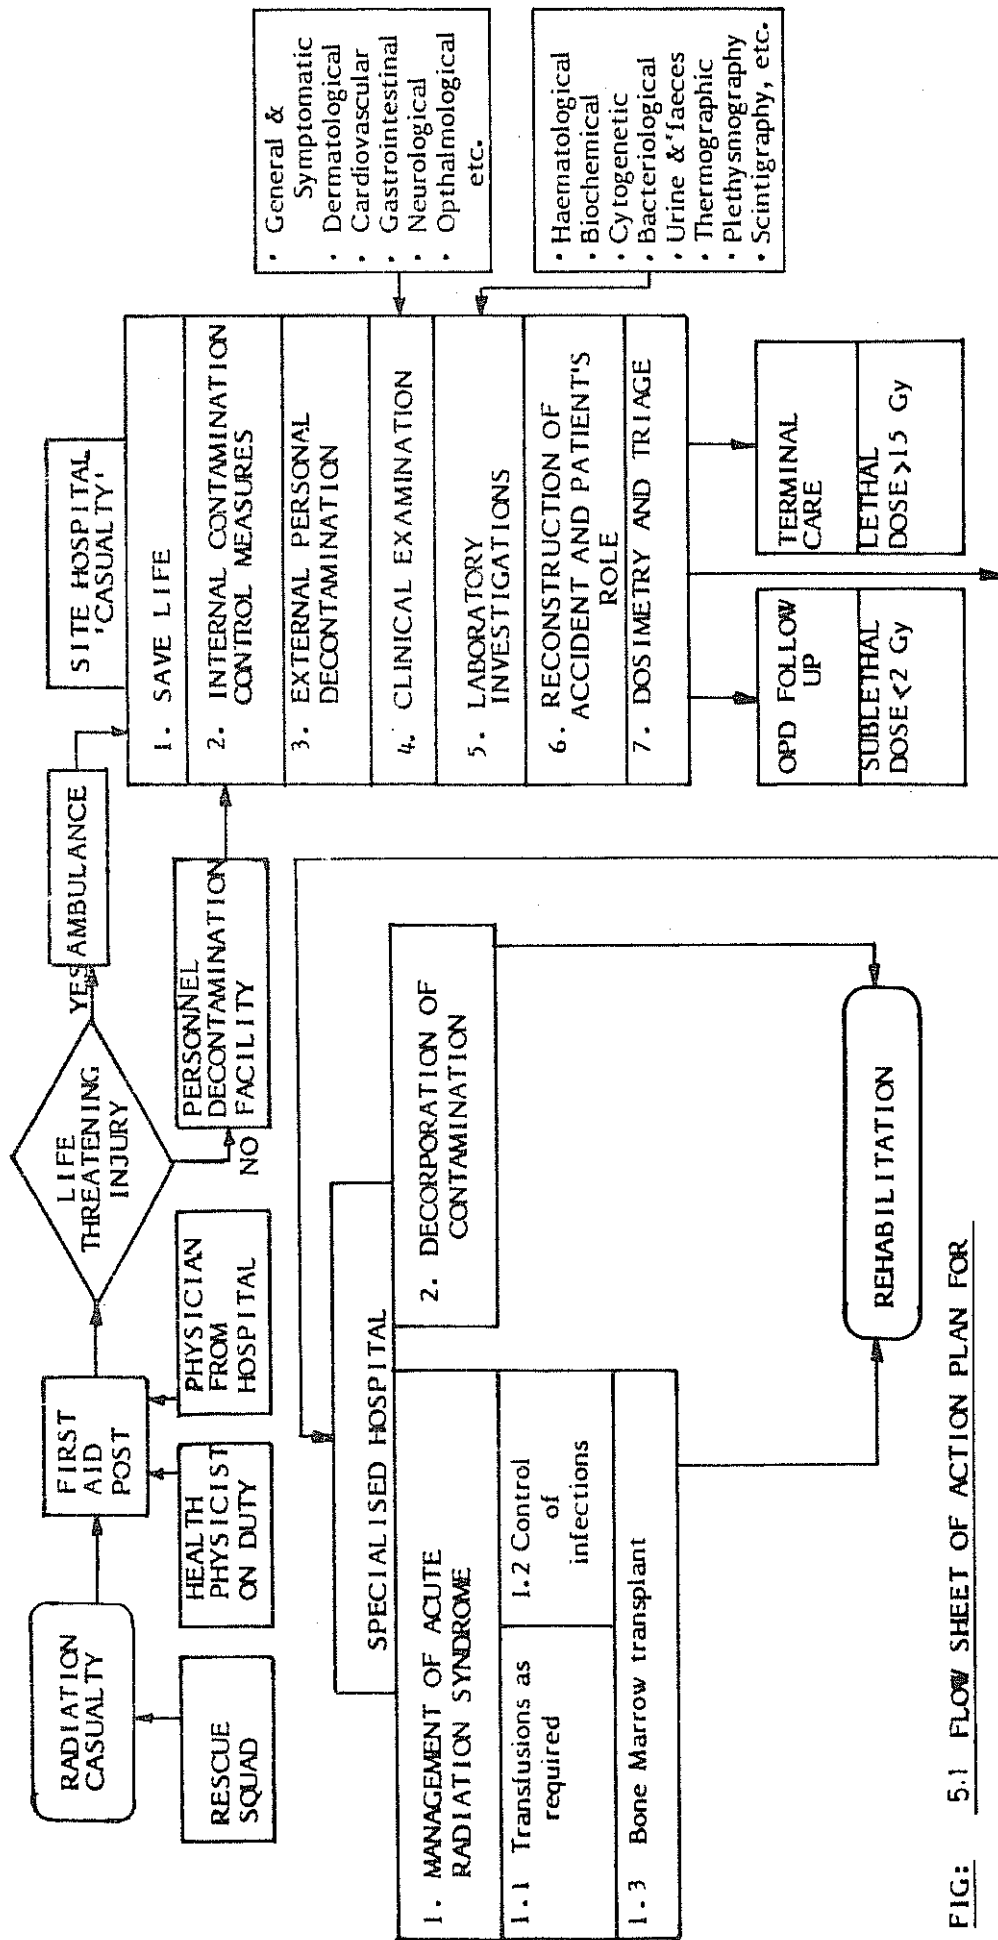 RADIATION
CASUALTY
RESCUE
SQUAD
FIRST
AID
POST
HEALTH
PHYSICIST
ON DUTY
PHYSICIAN
FROM
HOSPITAL
LIFE
THREATENING
INJURY
YES
NO
AMBULANCE
PERSONNEL
DECONTAMINATION
FACILITY
SITE HOSPITAL
'CASUALTY'
1. SAVE LIFE
2. INTERNAL CONTAMINATION
CONTROL MEASURES
3. EXTERNAL PERSONAL
DECONTAMINATION
4. CLINICAL EXAMINATION
5. LABORATORY
INVESTIGATIONS
6. RECONSTRUCTION OF
ACCIDENT AND PATIENT'S
ROLE
7. DOSIMETRY AND TRIAGE
• General &
Symptomatic
• Dermatological
• Cardiovascular
• Gastrointestinal
• Neurological
• Opthalmological
etc.
• Haematological
• Biochemical
• Cytogenetic
• Bacteriological
• Urine & faeces
• Thermographic
• Plethysmography
• Scintigraphy, etc.
OPD FOLLOW
UP
SUBLETHAL
DOSE<2 Gy
TERMINAL
CARE
LETHAL
DOSE>15 Gy
SPECIALISED HOSPITAL
1. MANAGEMENT OF ACUTE
RADIATION SYNDROME
1.1 Transfusions as
required
1.2 Control
of
infections
1.3 Bone Marrow transplant
2. DECORPORATION OF
CONTAMINATION
REHABILITATION
FIG: 5.1 FLOW SHEET OF ACTION PLAN FOR